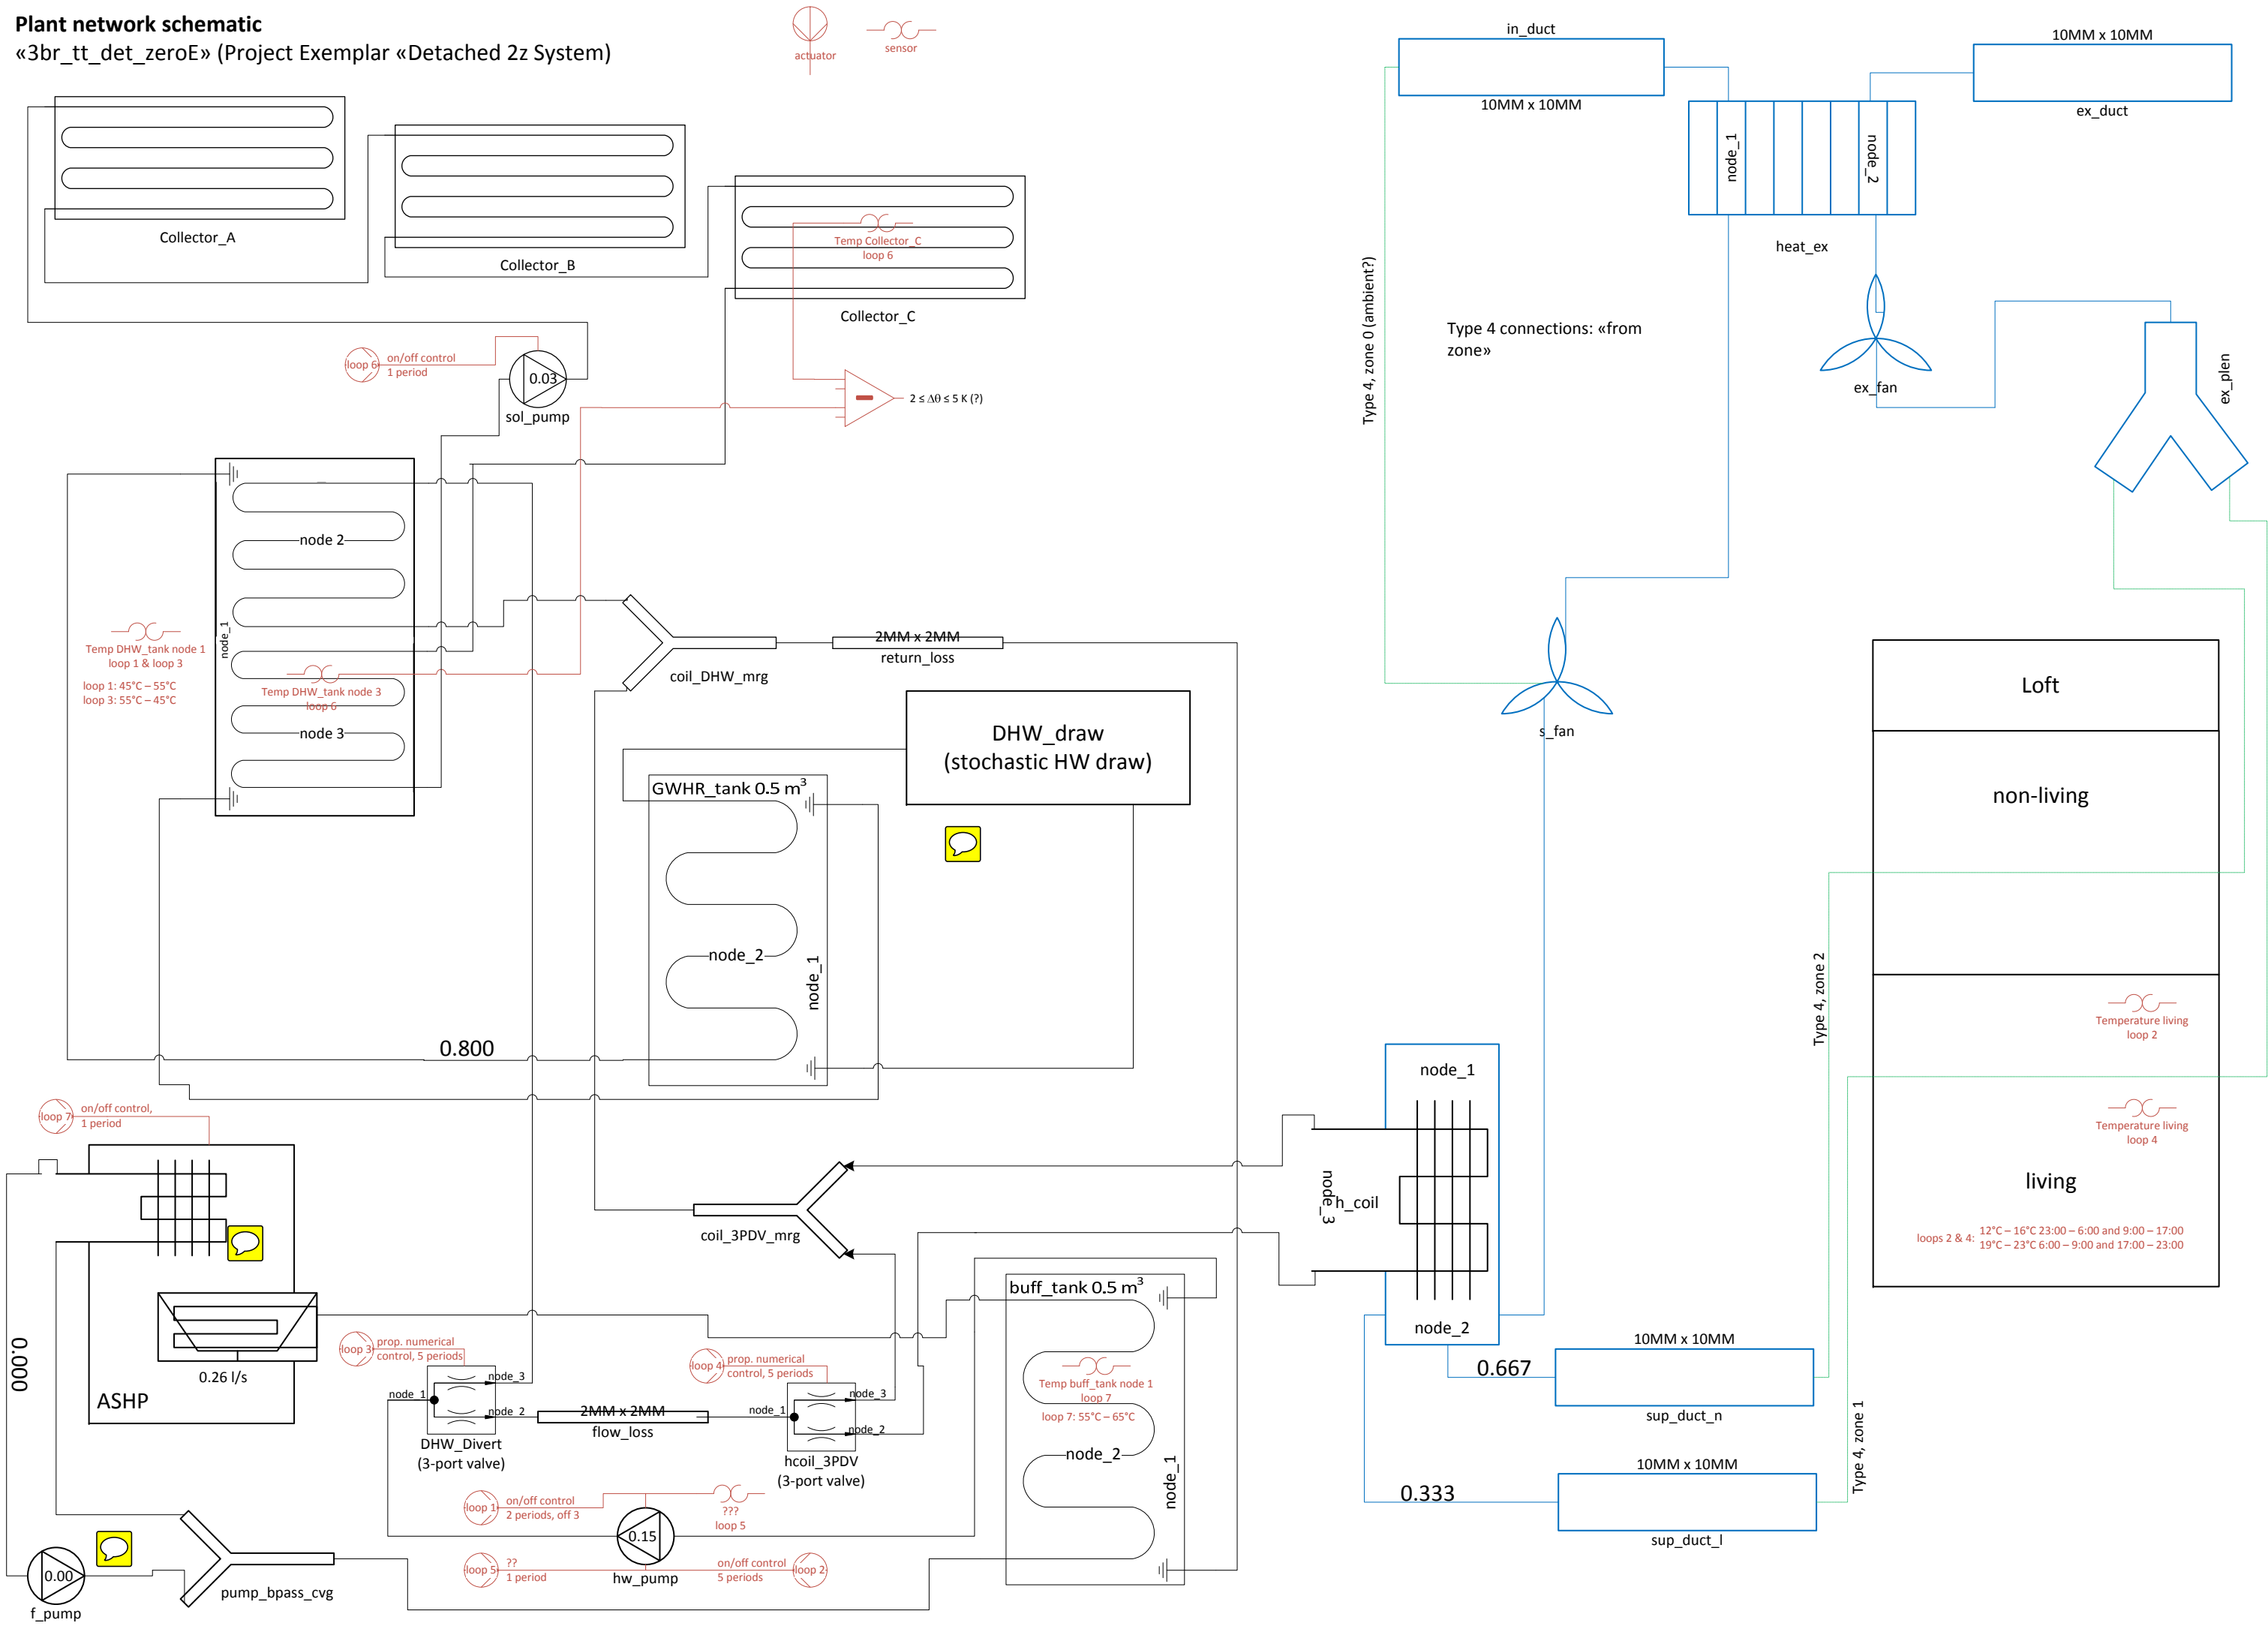 Plant network schematic
«3br_tt_det_zeroE» (Project Exemplar «Detached 2z System)
actuator
sensor
in_duct
10MM x 10MM
10MM x 10MM
ex_duct
node_1
node_2
heat_ex
Collector_A
Collector_B
Temp Collector_C
loop 6
Collector_C
Type 4, zone 0 (ambient?)
Type 4 connections: «from
zone»
ex_fan
ex_plen
loop 6
on/off control
1 period
0.03
sol_pump
2 ≤ Δθ ≤ 5 K (?)
node 2
node_1
Temp DHW_tank node 1
loop 1 & loop 3
loop 1: 45°C – 55°C
loop 3: 55°C – 45°C
Temp DHW_tank node 3
loop 6
node 3
coil_DHW_mrg
2MM x 2MM
return_loss
s_fan
DHW_draw
(stochastic HW draw)
GWHR_tank 0.5 m³
node_2
node_1
0.800
Loft
non-living
Type 4, zone 2
Temperature living
loop 2
Temperature living
loop 4
living
loops 2 & 4:
12°C – 16°C 23:00 – 6:00 and 9:00 – 17:00
19°C – 23°C 6:00 – 9:00 and 17:00 – 23:00
loop 7
on/off control,
1 period
node_1
node_3
h_coil
node_2
coil_3PDV_mrg
0.000
0.26 l/s
ASHP
loop 3
prop. numerical
control, 5 periods
node_1
node_3
node_2
DHW_Divert
(3-port valve)
2MM x 2MM
flow_loss
loop 4
prop. numerical
control, 5 periods
node_1
node_3
node_2
hcoil_3PDV
(3-port valve)
buff_tank 0.5 m³
Temp buff_tank node 1
loop 7
loop 7: 55°C – 65°C
node_2
node_1
10MM x 10MM
0.667
sup_duct_n
10MM x 10MM
0.333
sup_duct_l
Type 4, zone 1
loop 1
on/off control
2 periods, off 3
???
loop 5
0.15
hw_pump
loop 5
??
1 period
on/off control
5 periods
loop 2
0.00
f_pump
pump_bpass_cvg